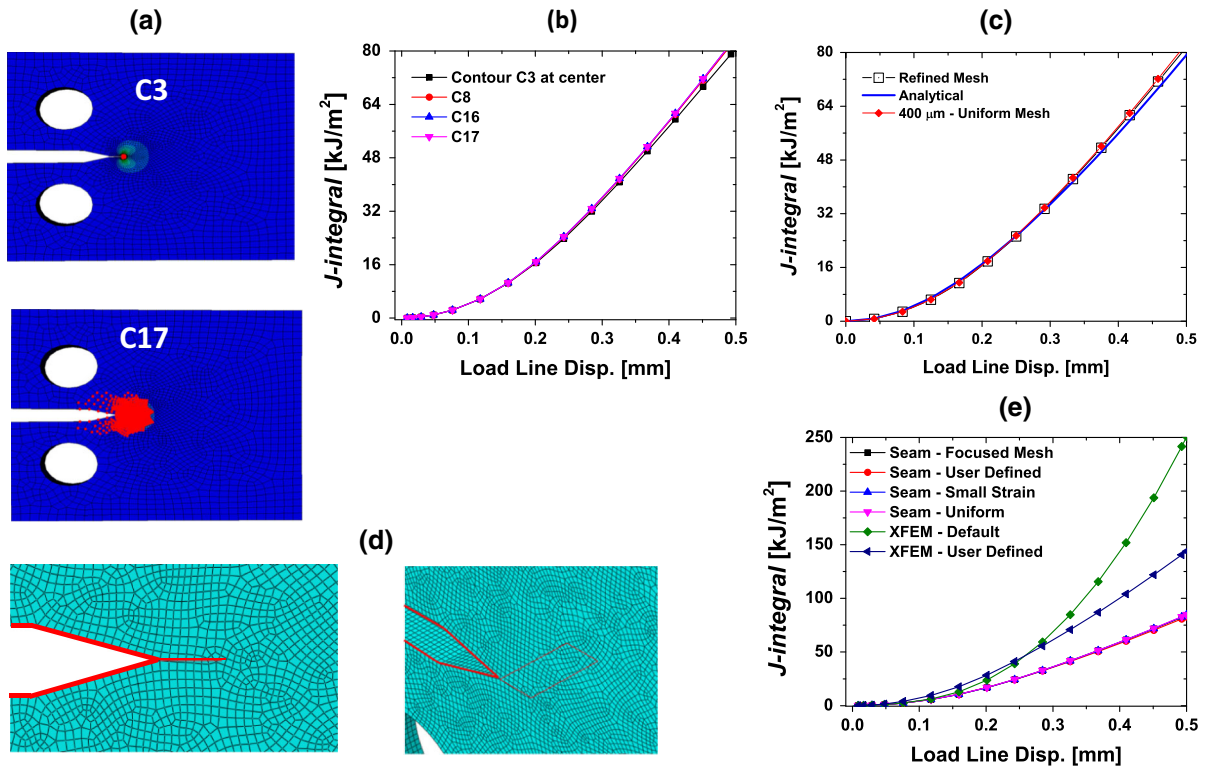 (a)
C3
C17
(b)
80
64
48
32
16
0
J-integral [kJ/m²]
Contour C3 at center
C8
C16
C17
0.0 0.1 0.2 0.3 0.4 0.5
Load Line Disp. [mm]
(c)
80
64
48
32
16
0
J-integral [kJ/m²]
Refined Mesh
Analytical
400 µm - Uniform Mesh
0.0 0.1 0.2 0.3 0.4 0.5
Load Line Disp. [mm]
(d)
(e)
250
200
150
100
50
0
J-integral [kJ/m²]
Seam - Focused Mesh
Seam - User Defined
Seam - Small Strain
Seam - Uniform
XFEM - Default
XFEM - User Defined
0.0 0.1 0.2 0.3 0.4 0.5
Load Line Disp. [mm]